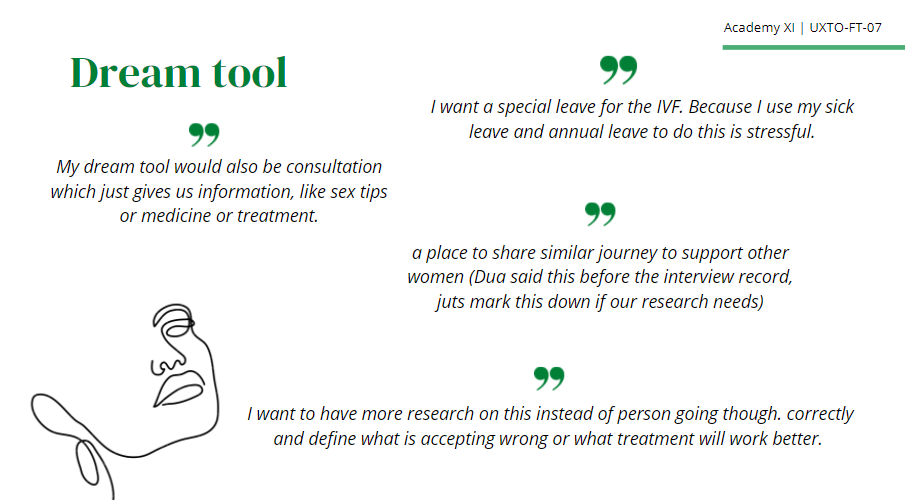 Academy XI | UXTO-FT-07
Dream tool
My dream tool would also be consultation
which just gives us information, like sex tips
or medicine or treatment.
I want a special leave for the IVF. Because I use my sick
leave and annual leave to do this is stressful.
a place to share similar journey to support other
women (Dua said this before the interview record,
juts mark this down if our research needs)
I want to have more research on this instead of person going though. correctly
and define what is accepting wrong or what treatment will work better.